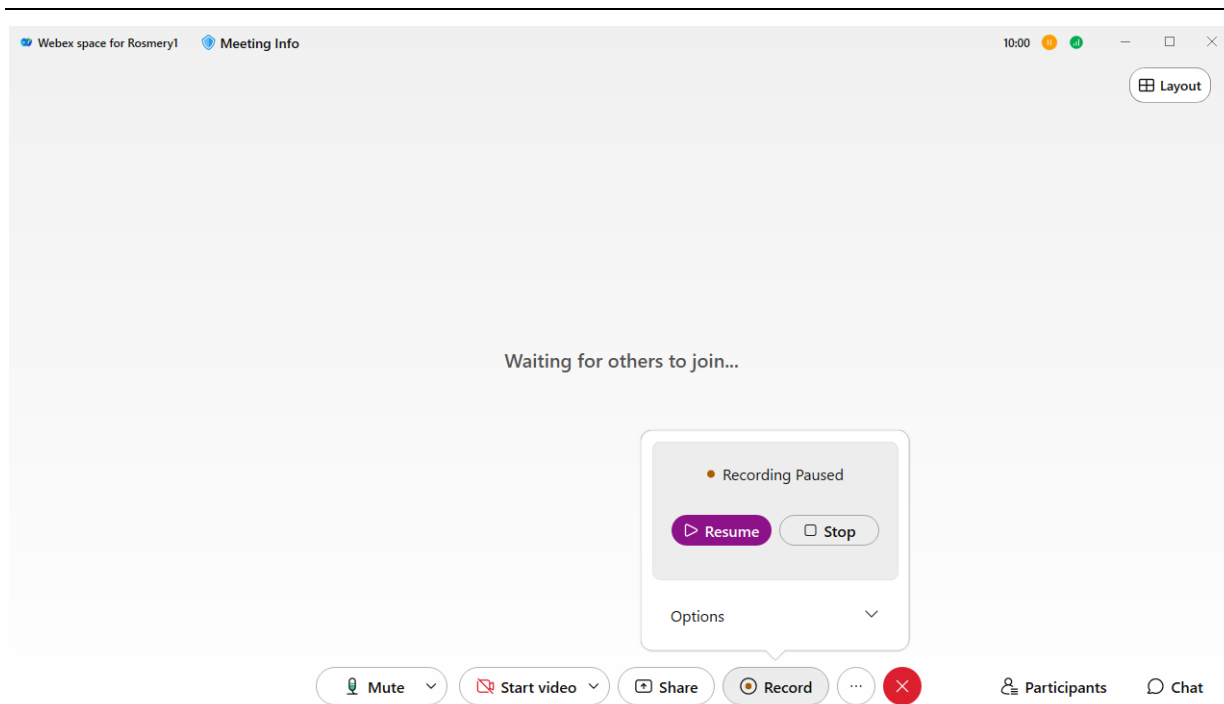 Webex space for Rosmery1 Meeting Info 10:00
Layout
Waiting for others to join...
Recording Paused
Resume Stop
Options
Mute Start video Share Record ... Participants Chat